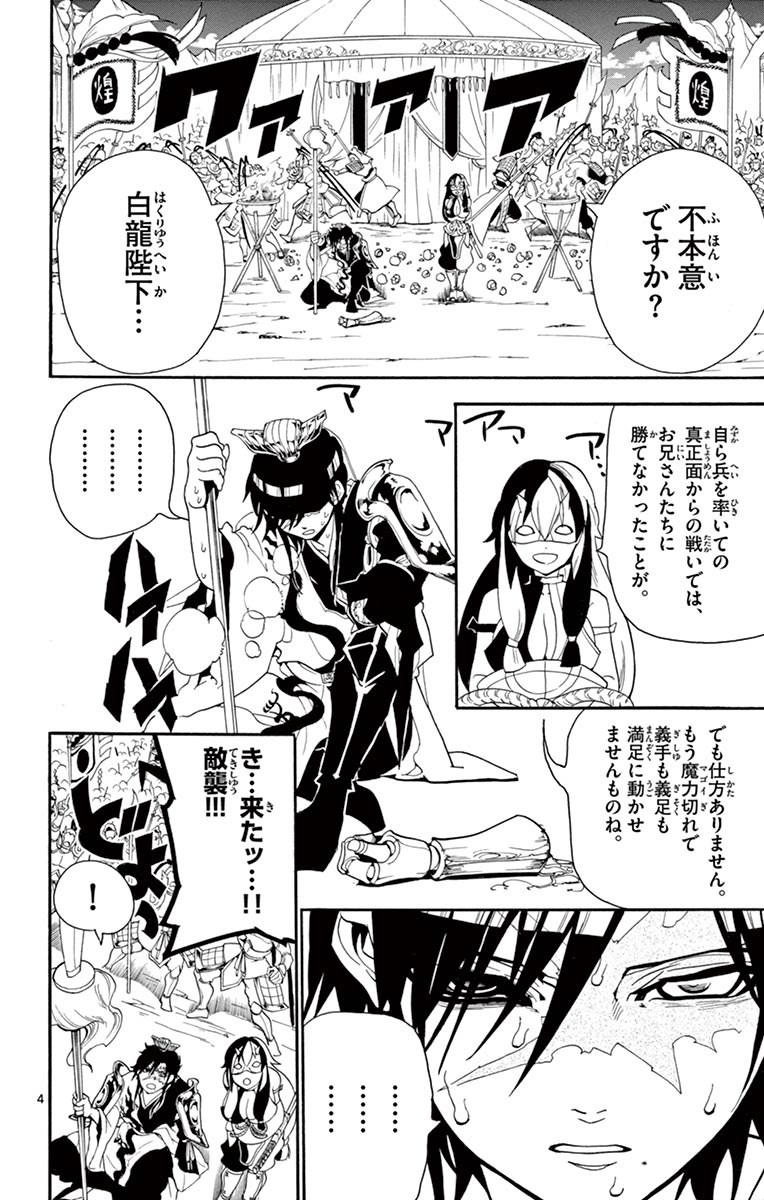 煌
煌
ワァァァ
不本意
ですか？
白龍陛下…
自ら兵を率いての
真正面からの戦いでは、
お兄さんたちに
勝てなかったことが。
アアア…
………
………
ハァ
ハァ
でも仕方ありません。
もう魔力切れで
義手も義足も
満足に動かせ
ませんものね。
………
………
き…来たッ…!!
敵襲!!!
どよっ
！
4